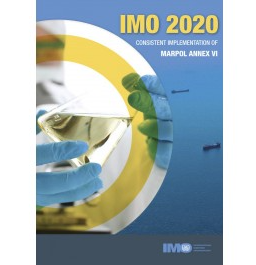 IMO 2020
CONSISTENT IMPLEMENTATION OF
MARPOL ANNEX VI
IMO